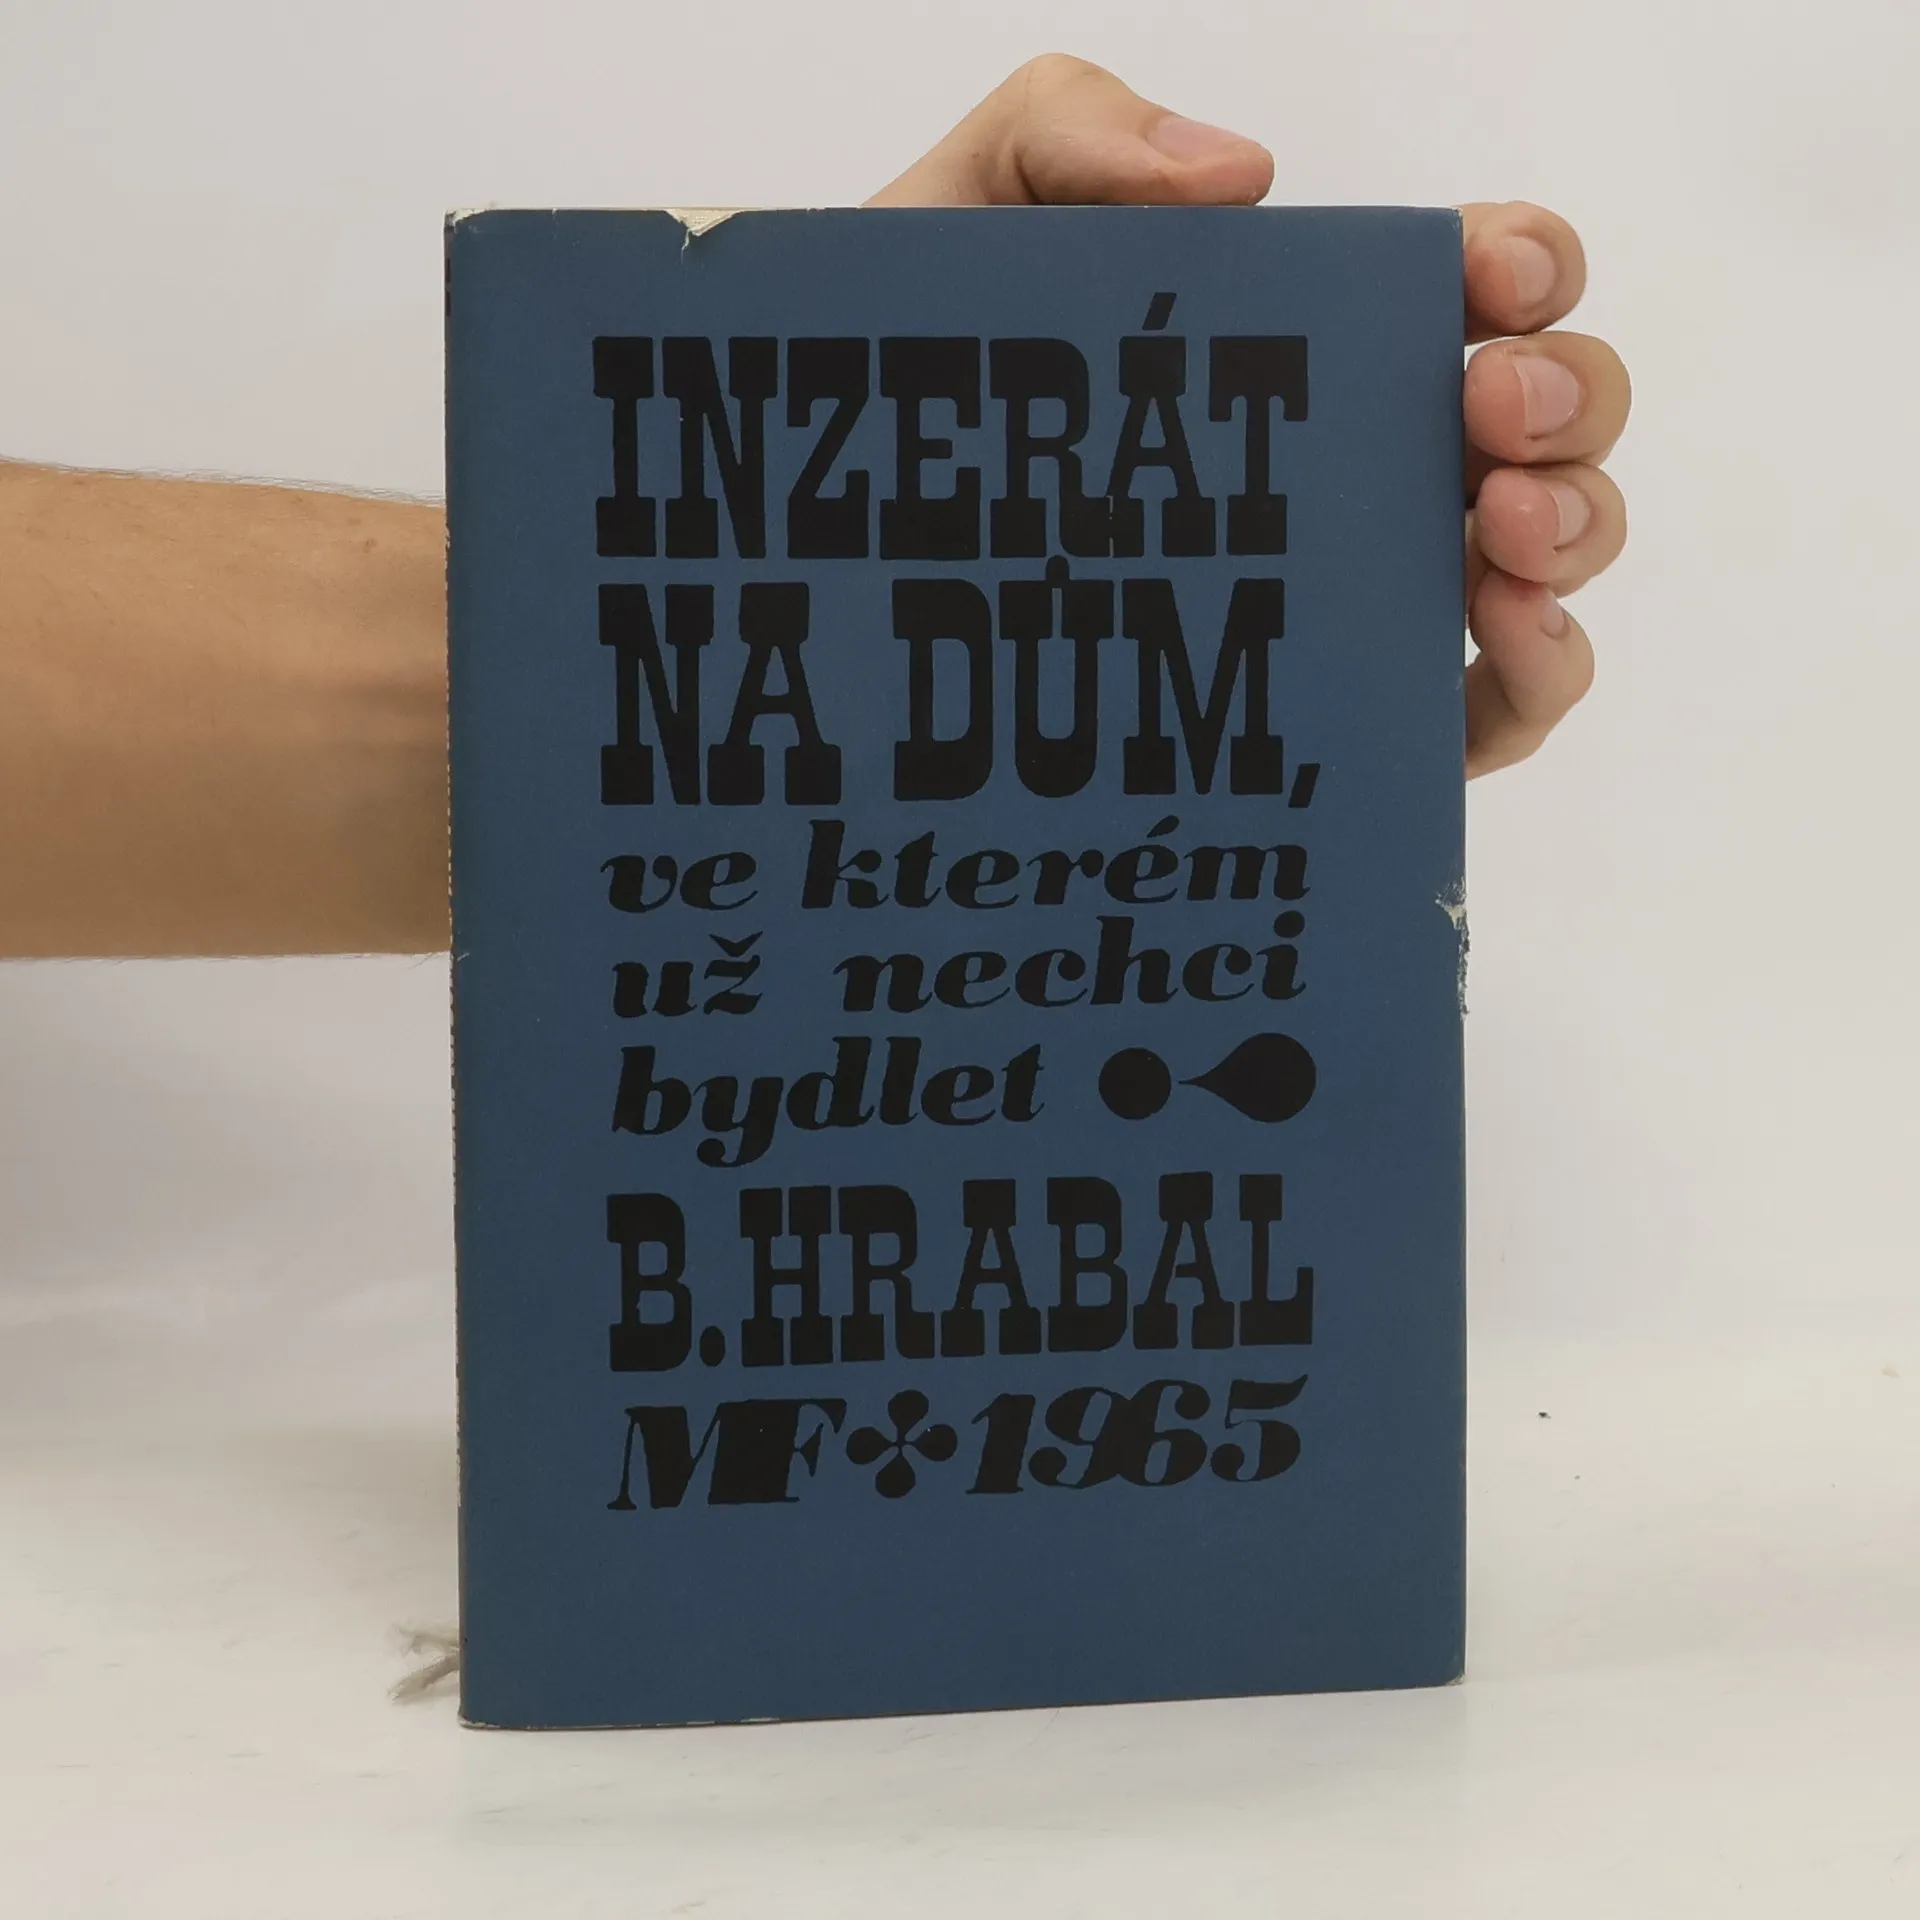 INZERÁT
NA DŮM,
ve kterém
už nechci
bydlet
B. HRABAL
MF 1965